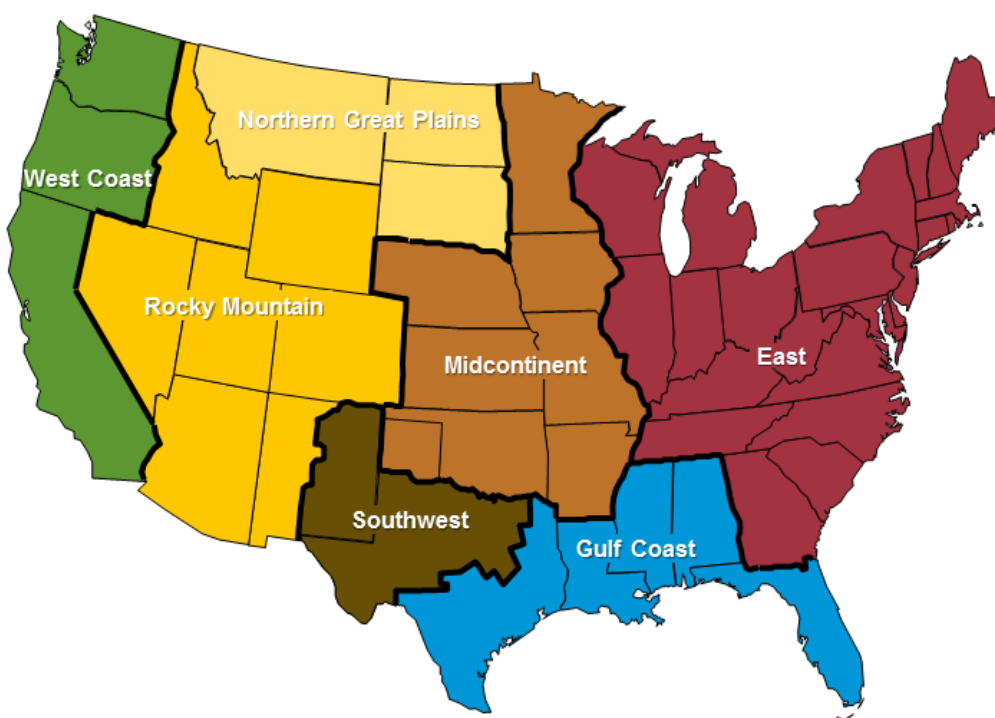 Northern Great Plains
West Coast
Rocky Mountain
Midcontinent
East
Southwest
Gulf Coast